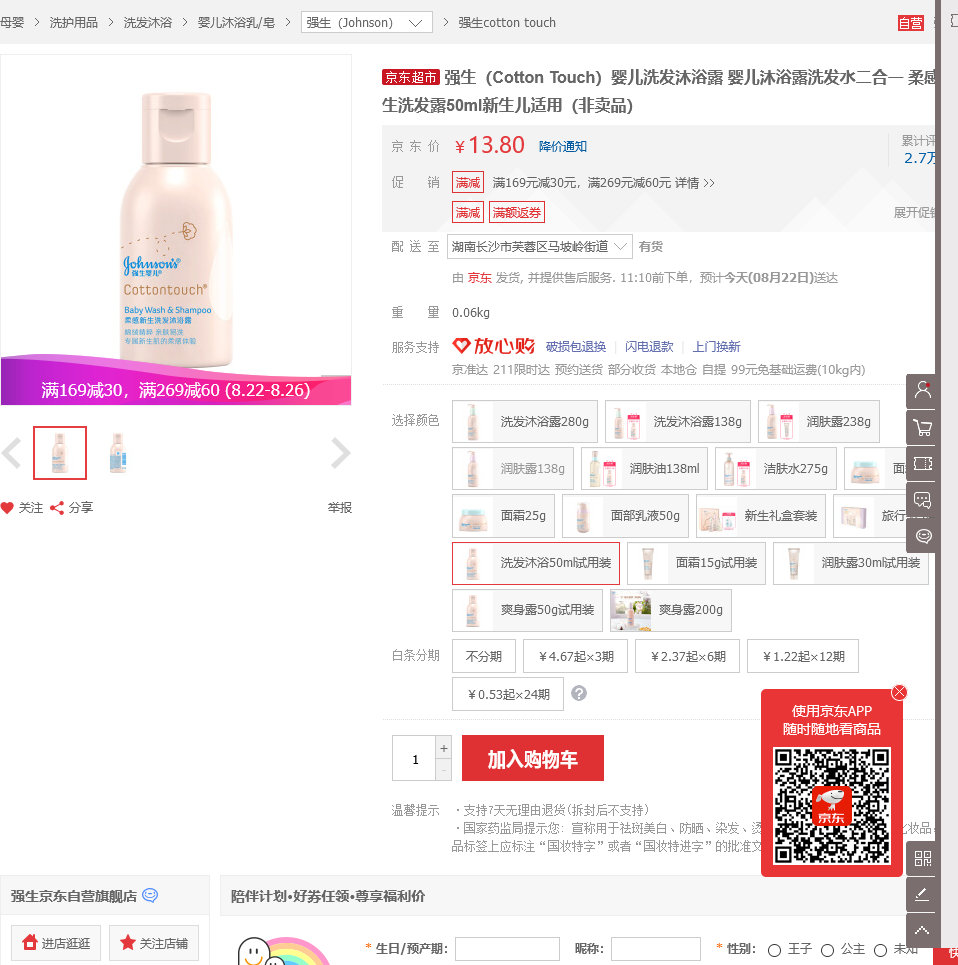 母婴 > 洗护用品 > 洗发沐浴 > 婴儿沐浴乳/皂 > 强生（Johnson） > 强生cotton touch
自营
京东超市 强生（Cotton Touch）婴儿洗发沐浴露 婴儿沐浴露洗发水二合一 柔感
生洗发露50ml新生儿适用（非卖品）
京东价 ￥13.80 降价通知
累计评
2.7万
促销 满减 满169元减30元，满269元减60元 详情 >>
满减 满额返券
展开促销
配送至 湖南长沙市芙蓉区马坡岭街道 有货
由 京东 发货, 并提供售后服务. 11:10前下单，预计今天(08月22日)送达
重量 0.06kg
服务支持 放心购 破损包退换 | 闪电退款 | 上门换新
京准达 211限时达 预约送货 部分收货 本地仓 自提 99元免基础运费(10kg内)
Johnson's
强生婴儿
Cottontouch
Baby Wash & Shampoo
柔感新生洗发沐浴露
满169减30，满269减60 (8.22-8.26)
关注 分享 举报
选择颜色 洗发沐浴露280g 洗发沐浴露138g 润肤露238g
润肤露138g 润肤油138ml 洁肤水275g 面
面霜25g 面部乳液50g 新生礼盒套装 旅行
洗发沐浴50ml试用装 面霜15g试用装 润肤露30ml试用装
爽身露50g试用装 爽身露200g
白条分期 不分期 ￥4.67起×3期 ￥2.37起×6期 ￥1.22起×12期
￥0.53起×24期 ?
1 + - 加入购物车
使用京东APP
随时随地看商品
京东
温馨提示 ·支持7天无理由退货(拆封后不支持)
·国家药监局提示您：宣称用于祛斑美白、防晒、染发、烫 化妆品
品标签上应标注“国妆特字”或者“国妆特进字”的批准文
强生京东自营旗舰店
进店逛逛 关注店铺
陪伴计划•好券任领•尊享福利价
* 生日/预产期： 昵称： * 性别： 王子 公主 未知
快